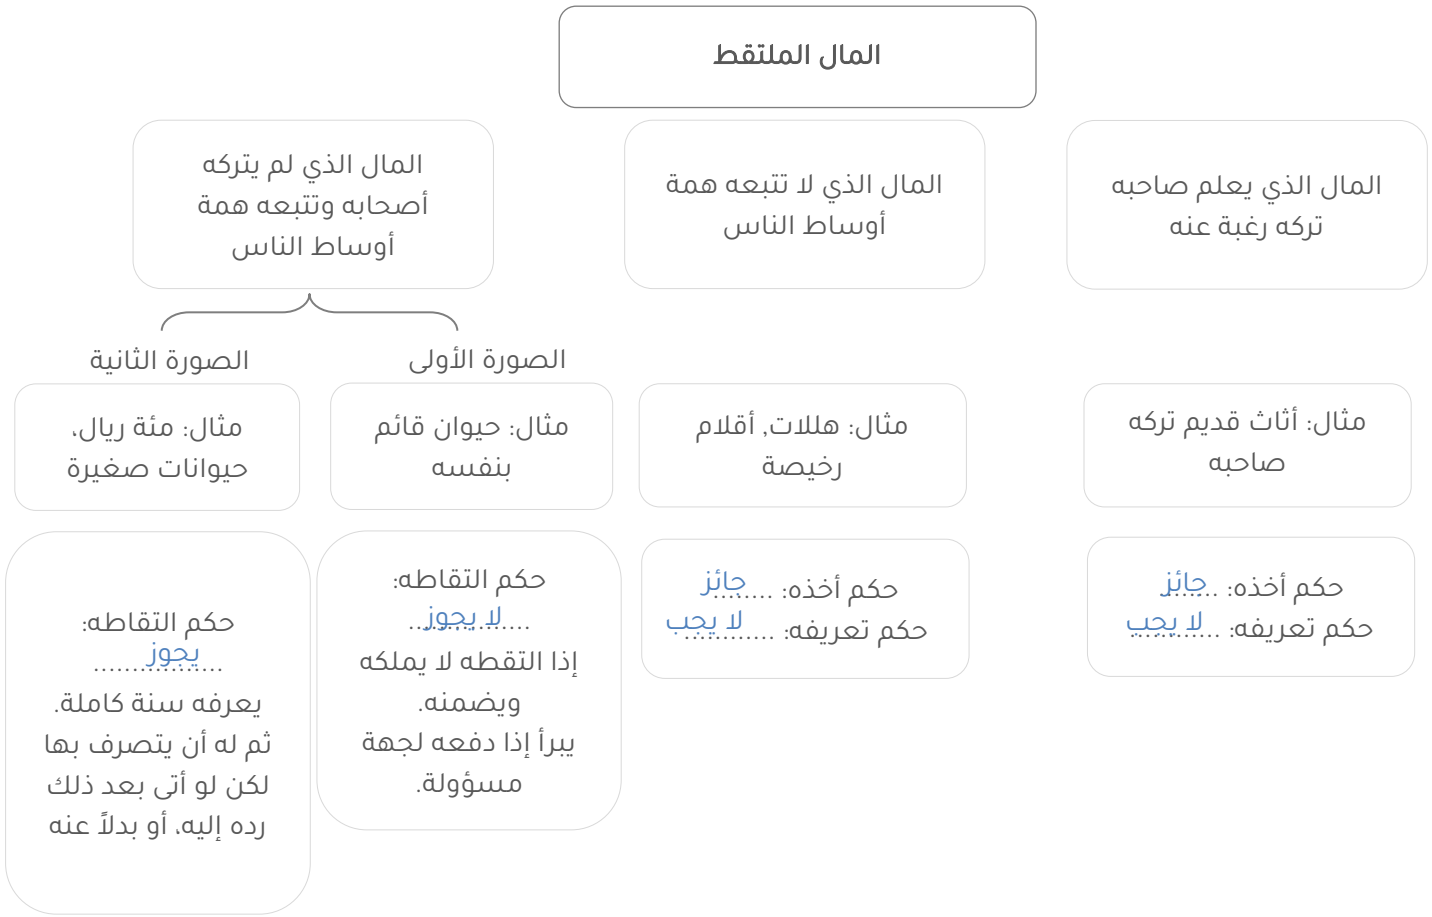 المال الملتقط
المال الذي يعلم صاحبه
تركه رغبة عنه
المال الذي لا تتبعه همة
أوساط الناس
المال الذي لم يتركه
أصحابه وتتبعه همة
أوساط الناس
الصورة الأولى
الصورة الثانية
مثال: أثاث قديم تركه
صاحبه
مثال: هللات, أقلام
رخيصة
مثال: حيوان قائم
بنفسه
مثال: مئة ريال،
حيوانات صغيرة
حكم أخذه: ........ جائز
حكم تعريفه: ............ لا يجب
حكم أخذه: ........ جائز
حكم تعريفه: ............ لا يجب
حكم التقاطه:
................ لا يجوز
إذا التقطه لا يملكه
ويضمنه.
يبرأ إذا دفعه لجهة
مسؤولة.
حكم التقاطه:
................. يجوز
يعرفه سنة كاملة.
ثم له أن يتصرف بها
لكن لو أتى بعد ذلك
رده إليه، أو بدلاً عنه